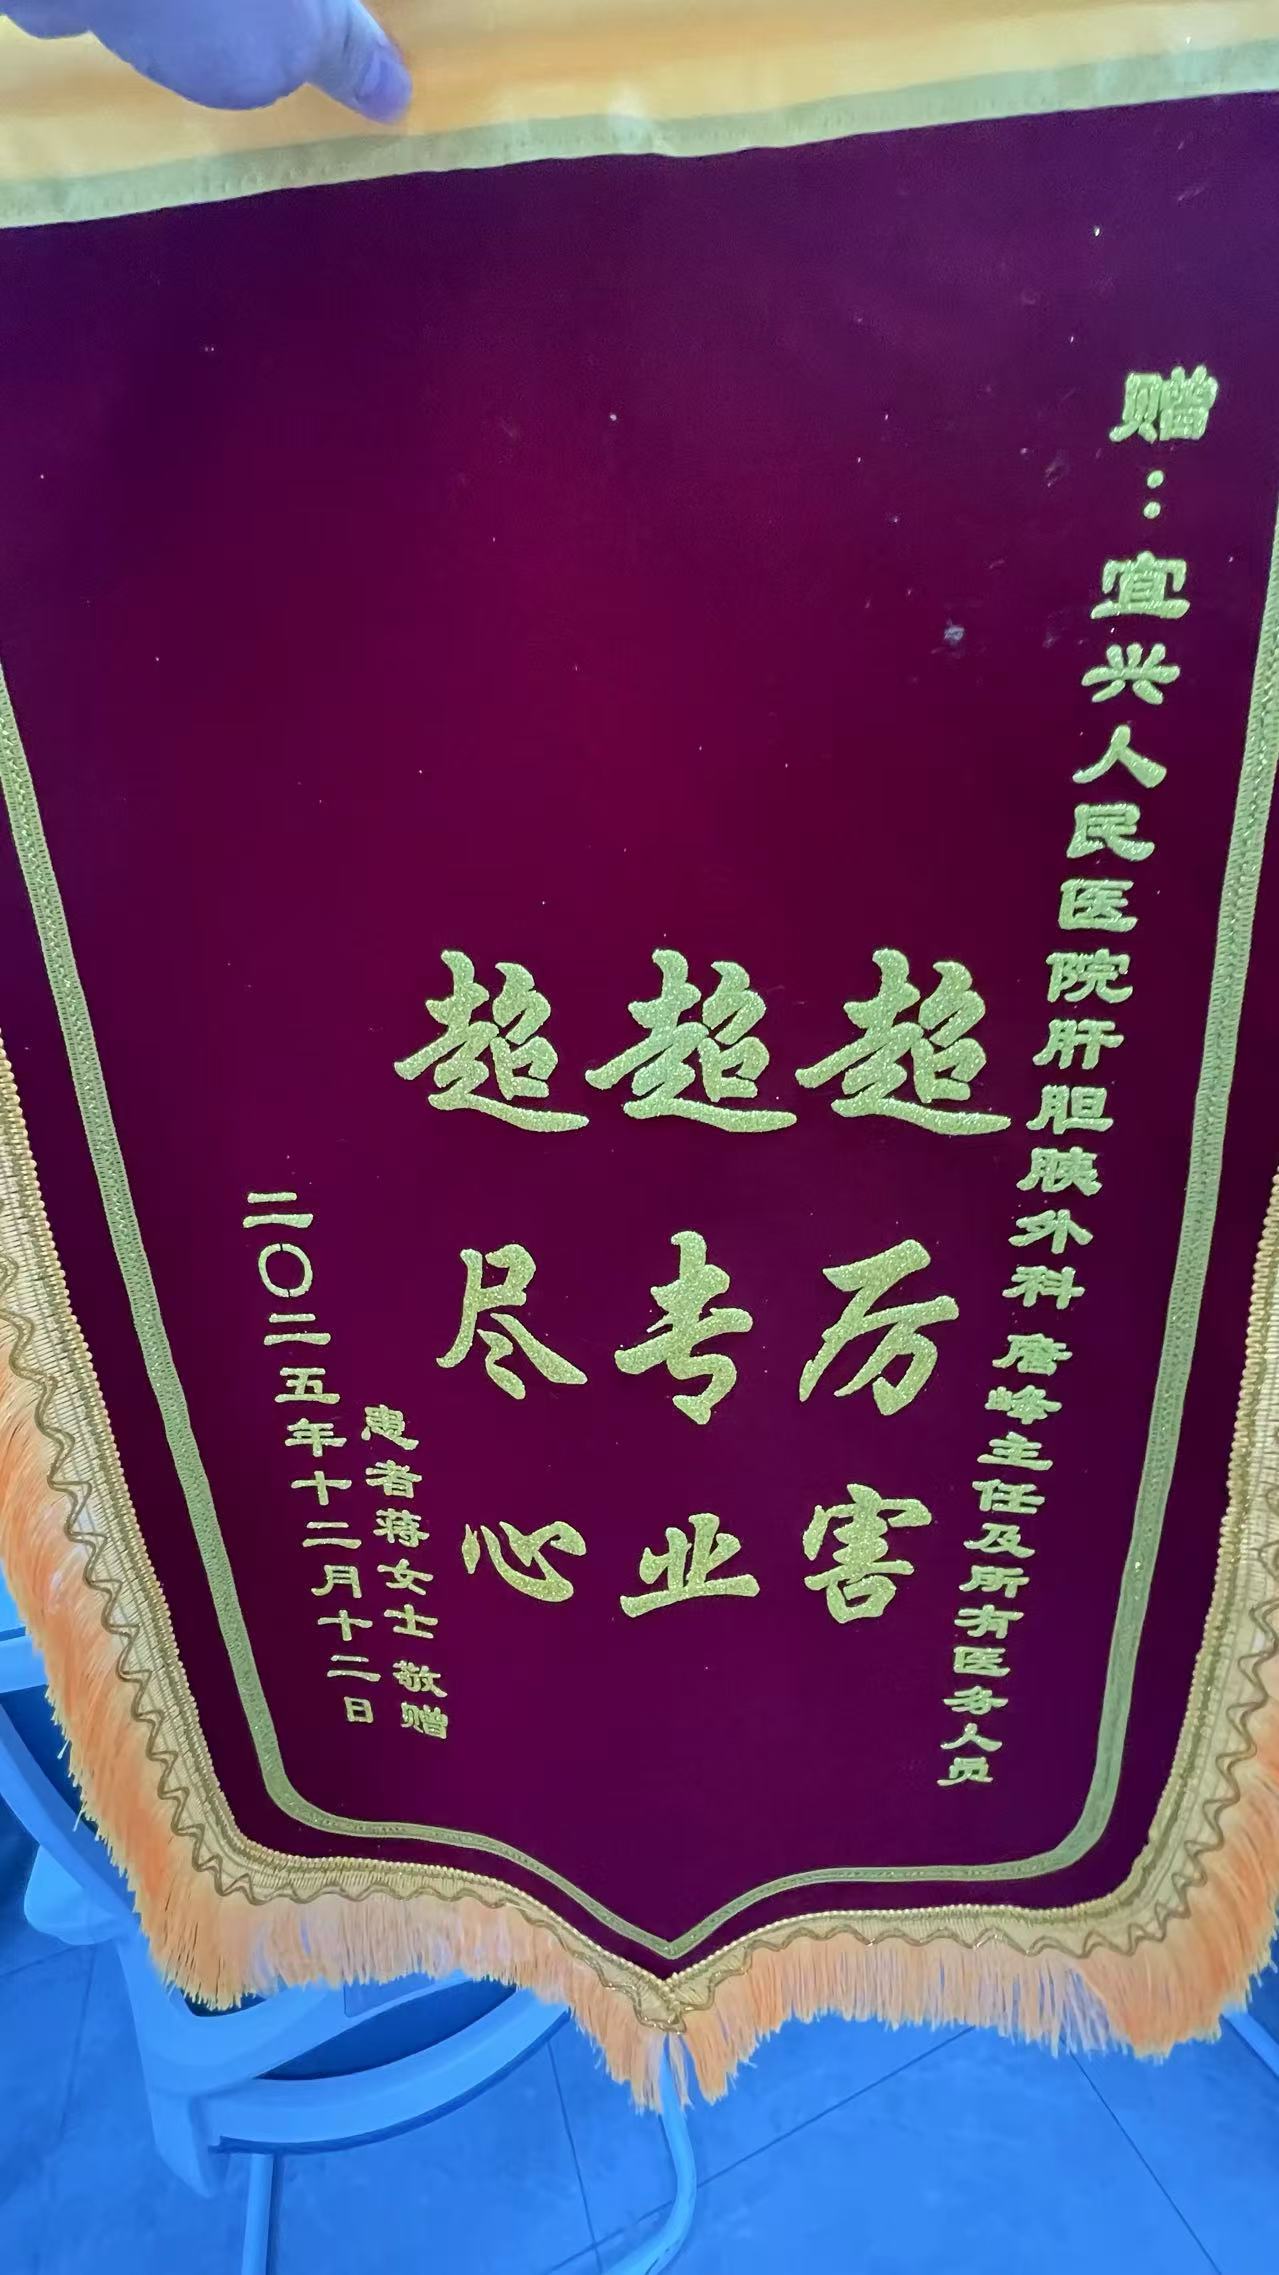 赠：宜兴人民医院肝胆胰外科 唐峰主任及所有医务人员
超厉害
超专业
超尽心
患者蒋女士 敬赠
二〇二五年十二月十二日